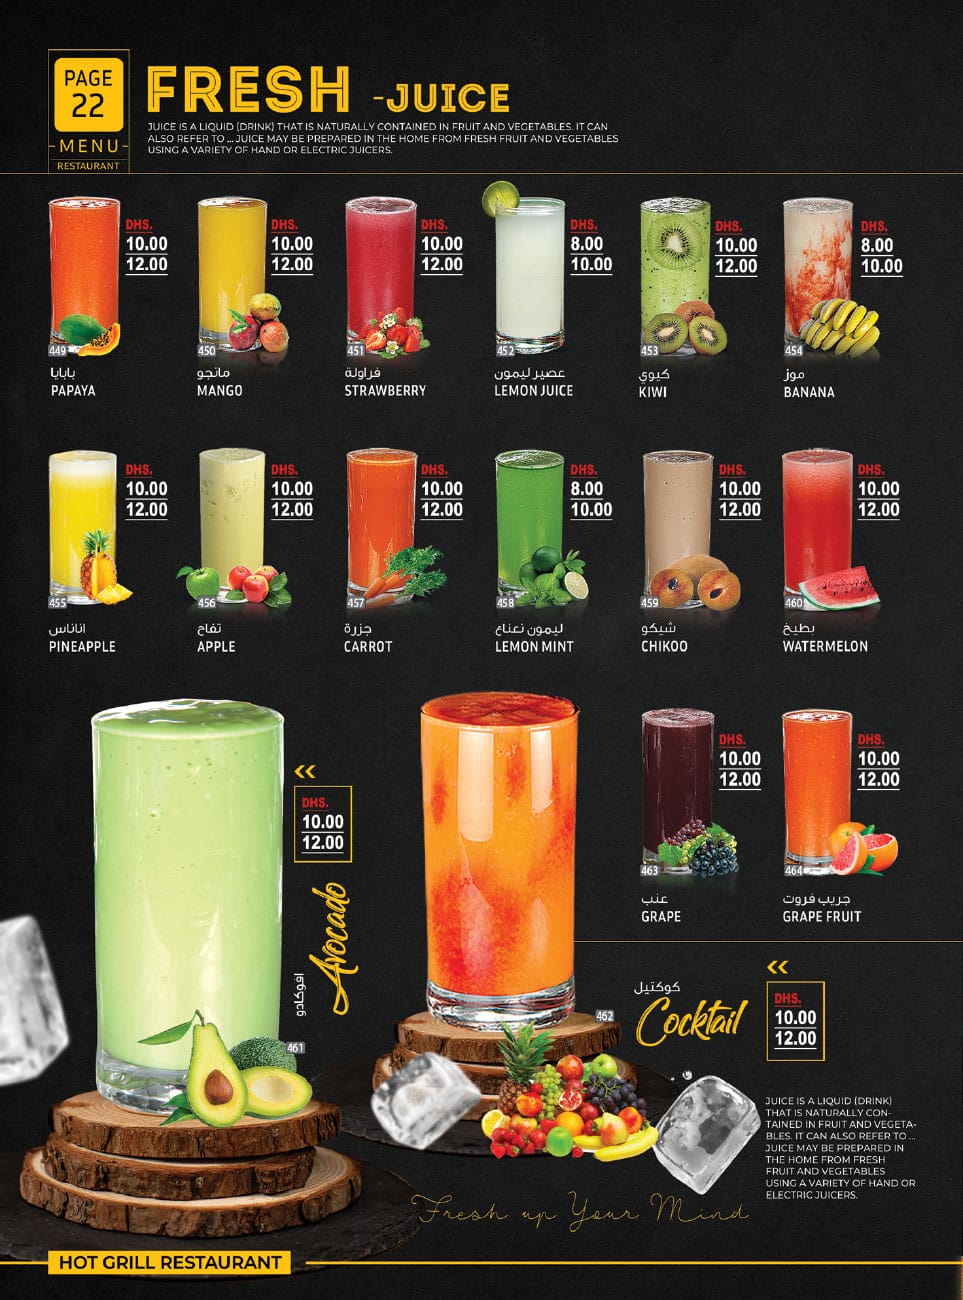 PAGE
22
-MENU-
RESTAURANT
FRESH -JUICE
JUICE IS A LIQUID (DRINK) THAT IS NATURALLY CONTAINED IN FRUIT AND VEGETABLES. IT CAN
ALSO REFER TO ... JUICE MAY BE PREPARED IN THE HOME FROM FRESH FRUIT AND VEGETABLES
USING A VARIETY OF HAND OR ELECTRIC JUICERS.
DHS.
10.00
12.00
449
بابايا
PAPAYA
DHS.
10.00
12.00
450
مانجو
MANGO
DHS.
10.00
12.00
451
فراولة
STRAWBERRY
DHS.
8.00
10.00
452
عصير ليمون
LEMON JUICE
DHS.
10.00
12.00
453
كيوي
KIWI
DHS.
8.00
10.00
454
موز
BANANA
DHS.
10.00
12.00
455
اناناس
PINEAPPLE
DHS.
10.00
12.00
456
تفاح
APPLE
DHS.
10.00
12.00
457
جزرة
CARROT
DHS.
8.00
10.00
458
ليمون نعناع
LEMON MINT
DHS.
10.00
12.00
459
شيكو
CHIKOO
DHS.
10.00
12.00
460
بطيخ
WATERMELON
DHS.
10.00
12.00
افوكادو
Avocado
461
462
DHS.
10.00
12.00
463
عنب
GRAPE
DHS.
10.00
12.00
464
جريب فروت
GRAPE FRUIT
كوكتيل
Cocktail
DHS.
10.00
12.00
JUICE IS A LIQUID (DRINK)
THAT IS NATURALLY CON-
TAINED IN FRUIT AND VEGETA-
BLES. IT CAN ALSO REFER TO ...
JUICE MAY BE PREPARED IN
THE HOME FROM FRESH
FRUIT AND VEGETABLES
USING A VARIETY OF HAND OR
ELECTRIC JUICERS.
Fresh up Your Mind
HOT GRILL RESTAURANT